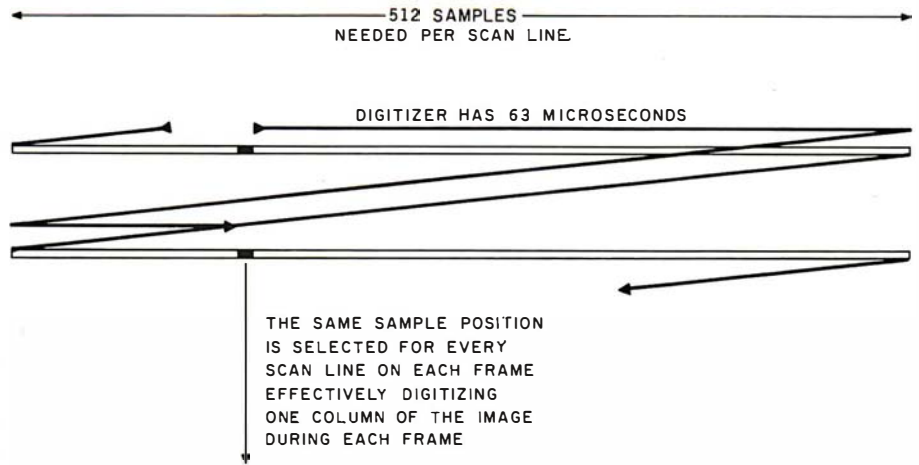 512 SAMPLES
NEEDED PER SCAN LINE
DIGITIZER HAS 63 MICROSECONDS
THE SAME SAMPLE POSITION
IS SELECTED FOR EVERY
SCAN LINE ON EACH FRAME
EFFECTIVELY DIGITIZING
ONE COLUMN OF THE IMAGE
DURING EACH FRAME